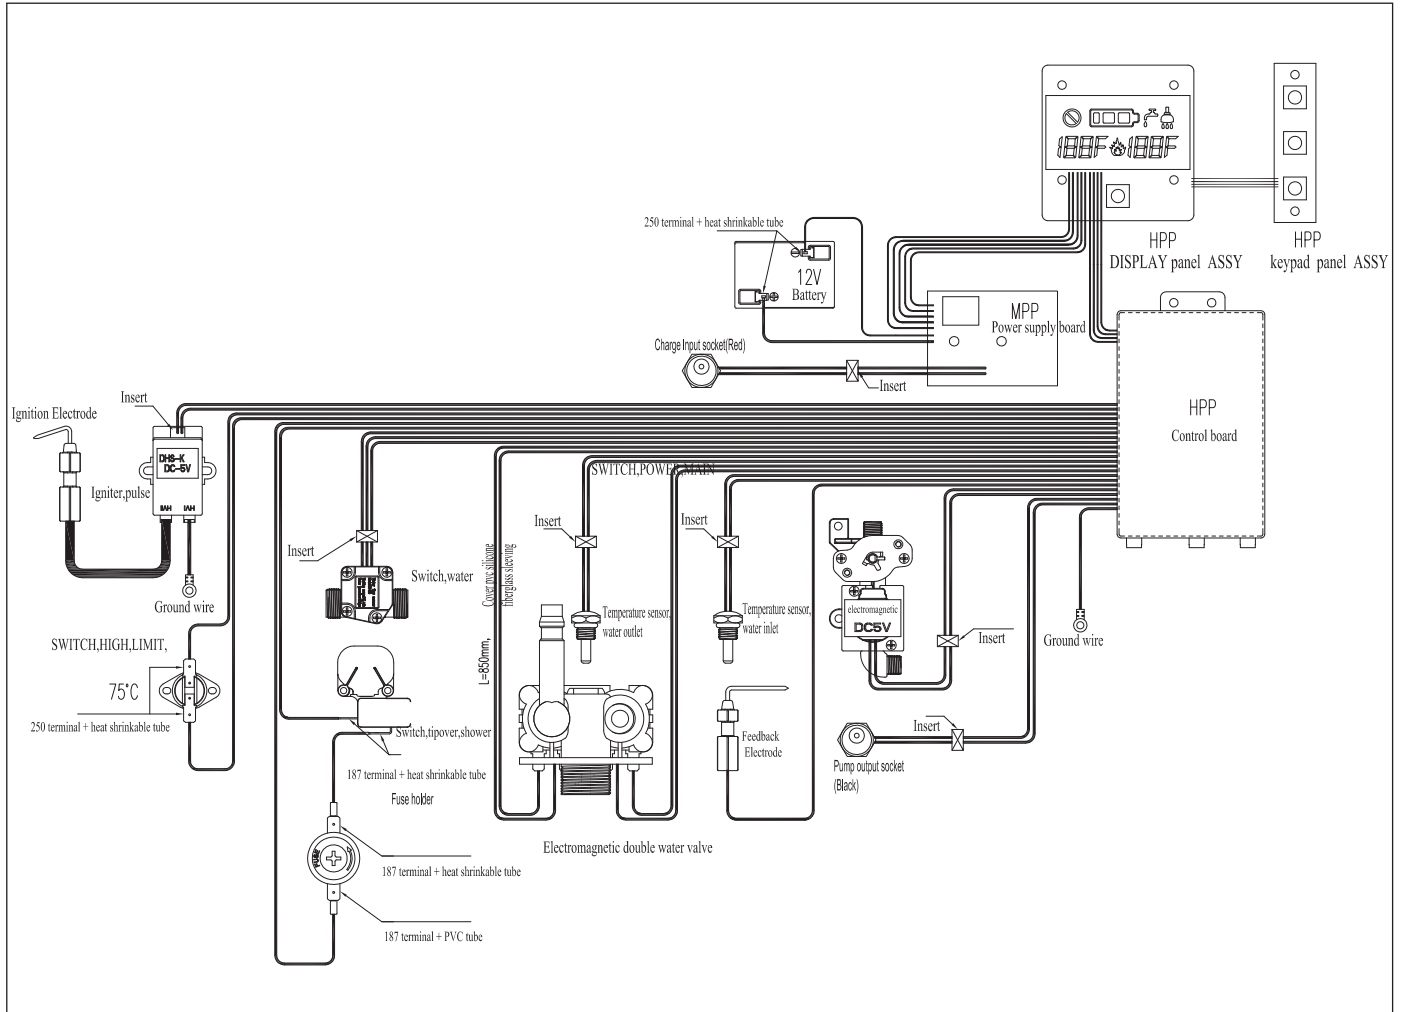 188F 188F
HPP
DISPLAY panel ASSY
HPP
keypad panel ASSY
250 terminal + heat shrinkable tube
12V
Battery
MPP
Power supply board
Charge Input socket(Red)
Insert
HPP
Control board
Insert
Ignition Electrode
DHS-K
DC-5V
Igniter,pulse
HVII
HVI
Ground wire
SWITCH,POWER,MAIN
Insert
Switch,water
Insert
Cover pvc silicone
fiberglass sleeving
L=850mm,
Temperature sensor,
water outlet
Insert
Temperature sensor,
water inlet
electromagnetic
DC5V
Insert
Ground wire
SWITCH,HIGH,LIMIT,
75°C
250 terminal + heat shrinkable tube
Switch,tipover,shower
187 terminal + heat shrinkable tube
Fuse holder
Feedback
Electrode
Insert
Pump output socket
(Black)
Electromagnetic double water valve
FUSE
187 terminal + heat shrinkable tube
187 terminal + PVC tube